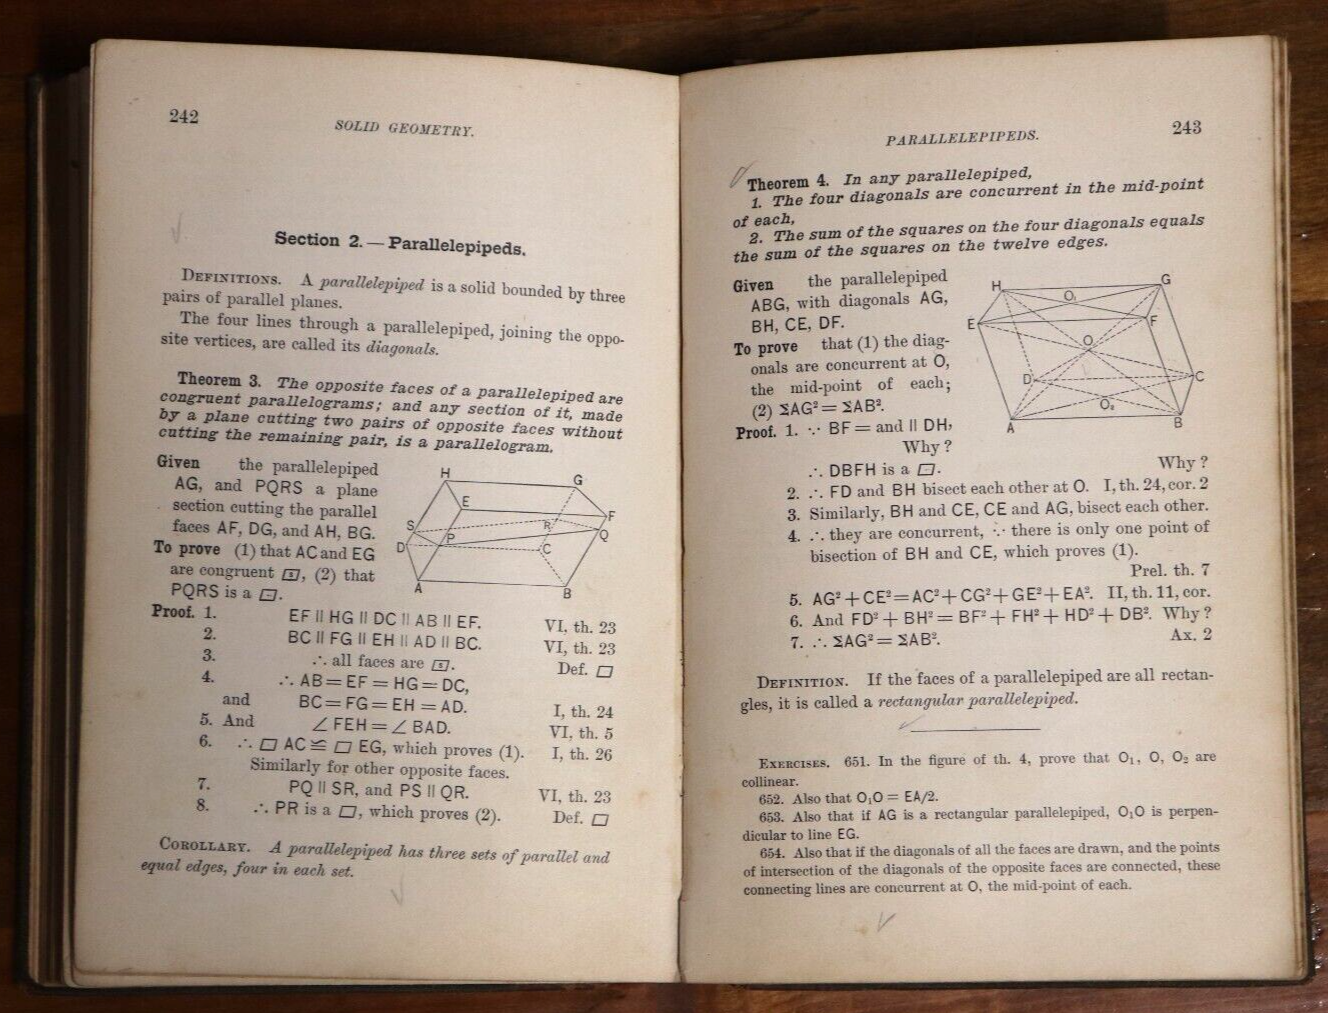 242
SOLID GEOMETRY.
Section 2. — Parallelepipeds.
DEFINITIONS. A parallelepiped is a solid bounded by three
pairs of parallel planes.
The four lines through a parallelepiped, joining the oppo-
site vertices, are called its diagonals.
Theorem 3. The opposite faces of a parallelepiped are
congruent parallelograms; and any section of it, made
by a plane cutting two pairs of opposite faces without
cutting the remaining pair, is a parallelogram.
Given the parallelepiped
AG, and PQRS a plane
section cutting the parallel
faces AF, DG, and AH, BG.
To prove (1) that AC and EG
are congruent ▱s, (2) that
PQRS is a ▱.
H
G
E
F
S
R
Q
P
D
C
A
B
Proof. 1. EF || HG || DC || AB || EF. VI, th. 23
2. BC || FG || EH || AD || BC. VI, th. 23
3. ∴ all faces are ▱s. Def. ▱
4. ∴ AB = EF = HG = DC,
and BC = FG = EH = AD. I, th. 24
5. And ∠ FEH = ∠ BAD. VI, th. 5
6. ∴ ▱ AC ≅ ▱ EG, which proves (1). I, th. 26
Similarly for other opposite faces.
7. PQ || SR, and PS || QR. VI, th. 23
8. ∴ PR is a ▱, which proves (2). Def. ▱
COROLLARY. A parallelepiped has three sets of parallel and
equal edges, four in each set.
PARALLELEPIPEDS.
243
Theorem 4. In any parallelepiped,
1. The four diagonals are concurrent in the mid-point
of each,
2. The sum of the squares on the four diagonals equals
the sum of the squares on the twelve edges.
Given the parallelepiped
ABG, with diagonals AG,
BH, CE, DF.
To prove that (1) the diag-
onals are concurrent at O,
the mid-point of each;
(2) ΣAG² = ΣAB².
H
G
O₁
E
F
O
D
C
O₂
A
B
Proof. 1. ∵ BF = and || DH,
Why?
∴ DBFH is a ▱. Why?
2. ∴ FD and BH bisect each other at O. I, th. 24, cor. 2
3. Similarly, BH and CE, CE and AG, bisect each other.
4. ∴ they are concurrent, ∵ there is only one point of
bisection of BH and CE, which proves (1).
Prel. th. 7
5. AG² + CE² = AC² + CG² + GE² + EA². II, th. 11, cor.
6. And FD² + BH² = BF² + FH² + HD² + DB². Why?
7. ∴ ΣAG² = ΣAB². Ax. 2
DEFINITION. If the faces of a parallelepiped are all rectan-
gles, it is called a rectangular parallelepiped.
EXERCISES. 651. In the figure of th. 4, prove that O₁, O, O₂ are
collinear.
652. Also that O₁O = EA/2.
653. Also that if AG is a rectangular parallelepiped, O₁O is perpen-
dicular to line EG.
654. Also that if the diagonals of all the faces are drawn, and the points
of intersection of the diagonals of the opposite faces are connected, these
connecting lines are concurrent at O, the mid-point of each.